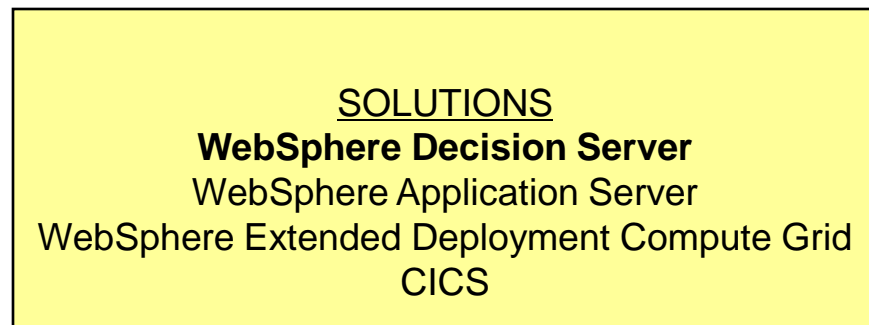 SOLUTIONS
WebSphere Decision Server
WebSphere Application Server
WebSphere Extended Deployment Compute Grid
CICS